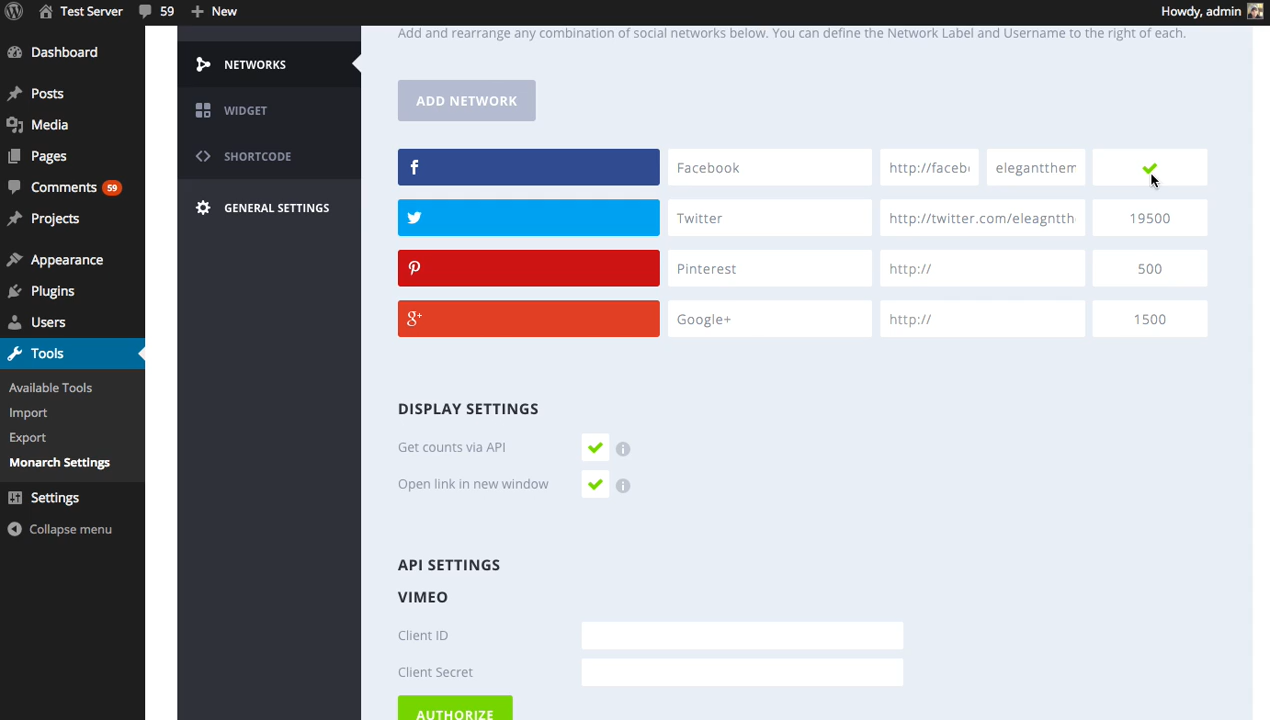 Test Server 59 New Howdy, admin
Dashboard
Posts
Media
Pages
Comments 59
Projects
Appearance
Plugins
Users
Tools
Available Tools
Import
Export
Monarch Settings
Settings
Collapse menu
NETWORKS
WIDGET
SHORTCODE
GENERAL SETTINGS
Add and rearrange any combination of social networks below. You can define the Network Label and Username to the right of each.
ADD NETWORK
f Facebook http://faceb elegantthem
Twitter http://twitter.com/eleagntth 19500
Pinterest http:// 500
g+ Google+ http:// 1500
DISPLAY SETTINGS
Get counts via API
Open link in new window
API SETTINGS
VIMEO
Client ID
Client Secret
AUTHORIZE